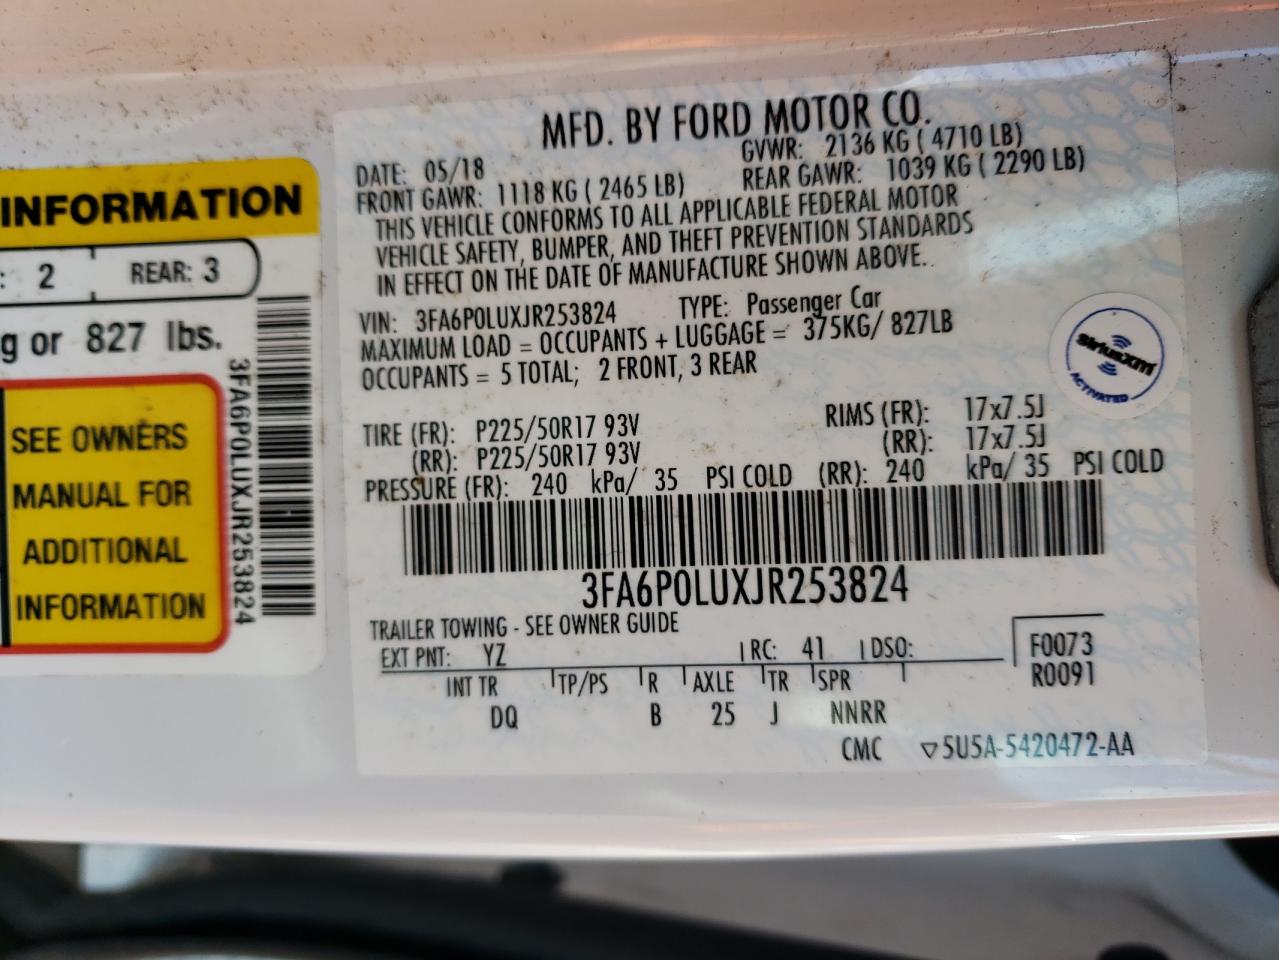 INFORMATION
: 2 REAR: 3
g or 827 lbs.
SEE OWNERS
MANUAL FOR
ADDITIONAL
INFORMATION
3FA6P0LUXJR253824
MFD. BY FORD MOTOR CO.
DATE: 05/18 GVWR: 2136 KG ( 4710 LB)
FRONT GAWR: 1118 KG ( 2465 LB) REAR GAWR: 1039 KG ( 2290 LB)
THIS VEHICLE CONFORMS TO ALL APPLICABLE FEDERAL MOTOR
VEHICLE SAFETY, BUMPER, AND THEFT PREVENTION STANDARDS
IN EFFECT ON THE DATE OF MANUFACTURE SHOWN ABOVE.
VIN: 3FA6P0LUXJR253824 TYPE: Passenger Car
MAXIMUM LOAD = OCCUPANTS + LUGGAGE = 375KG/ 827LB
OCCUPANTS = 5 TOTAL; 2 FRONT, 3 REAR
siriusxm
ACTIVATED
TIRE (FR): P225/50R17 93V RIMS (FR): 17x7.5J
(RR): P225/50R17 93V (RR): 17x7.5J
PRESSURE (FR): 240 kPa/ 35 PSI COLD (RR): 240 kPa/ 35 PSI COLD
3FA6P0LUXJR253824
TRAILER TOWING - SEE OWNER GUIDE
EXT PNT: YZ RC: 41 DSO: F0073
R0091
INT TR TP/PS R AXLE TR SPR
DQ B 25 J NNRR
CMC ▽5U5A-5420472-AA